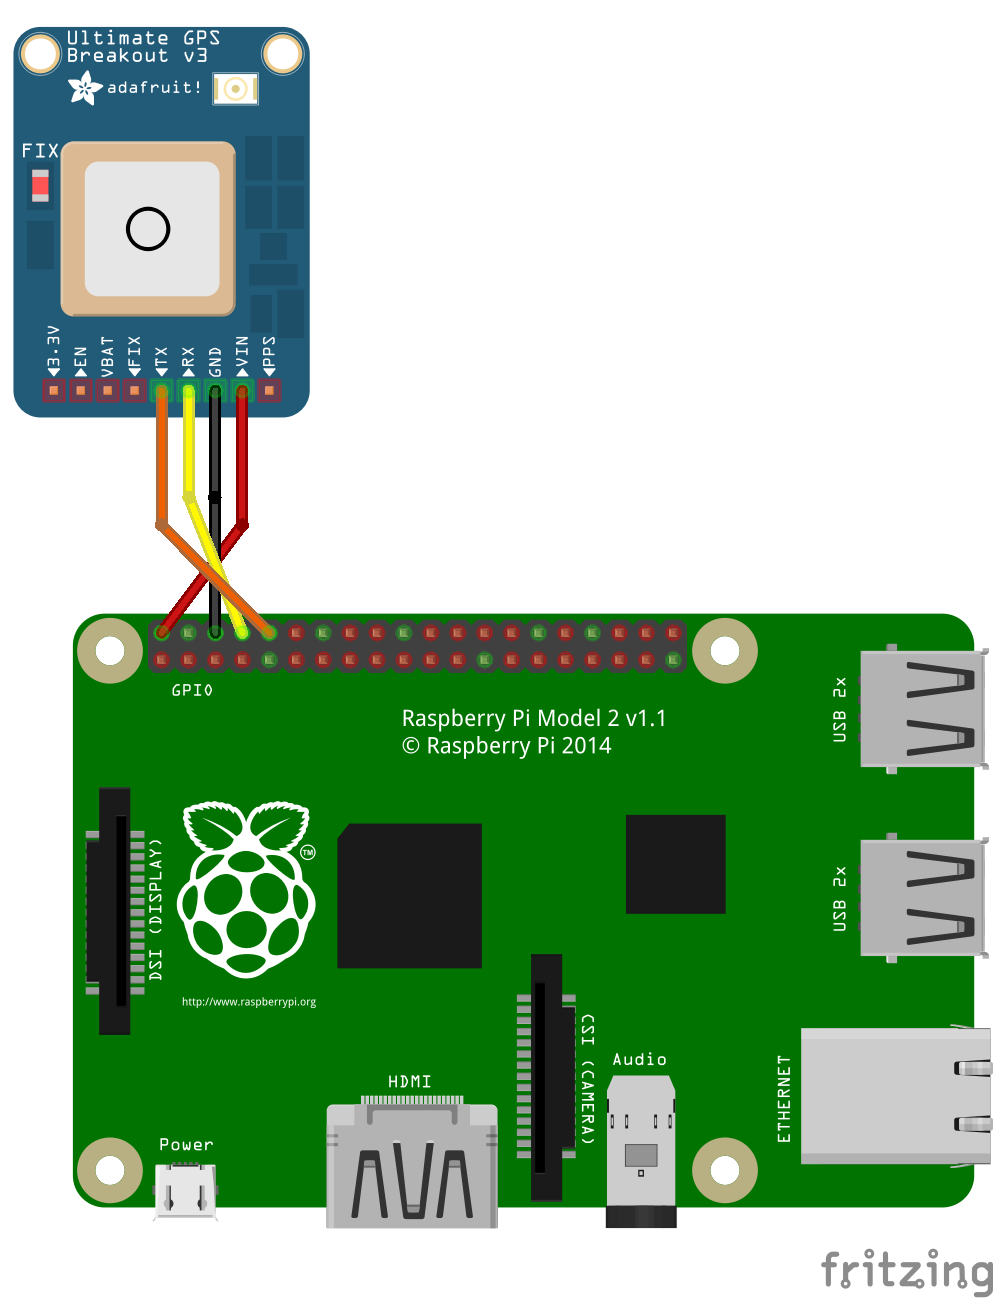 Ultimate GPS
Breakout v3
adafruit!
FIX
3.3V
EN
VBAT
FIX
TX
RX
GND
VIN
PPS
GPIO
Raspberry Pi Model 2 v1.1
© Raspberry Pi 2014
USB 2x
DSI (DISPLAY)
TM
USB 2x
http://www.raspberrypi.org
CSI (CAMERA)
Audio
ETHERNET
HDMI
Power
fritzing